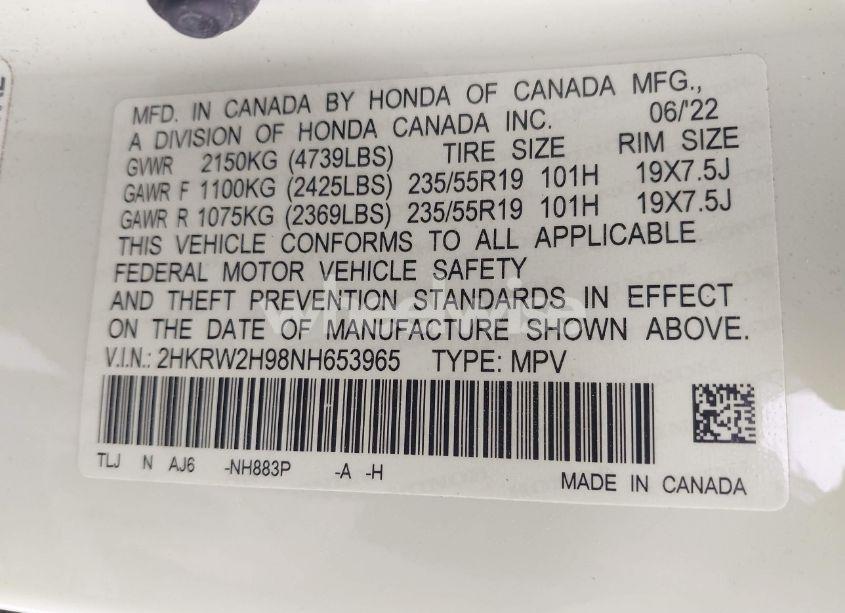 MFD. IN CANADA BY HONDA OF CANADA MFG.,
A DIVISION OF HONDA CANADA INC. 06/'22
GVWR 2150KG (4739LBS) TIRE SIZE RIM SIZE
GAWR F 1100KG (2425LBS) 235/55R19 101H 19X7.5J
GAWR R 1075KG (2369LBS) 235/55R19 101H 19X7.5J
THIS VEHICLE CONFORMS TO ALL APPLICABLE
FEDERAL MOTOR VEHICLE SAFETY
AND THEFT PREVENTION STANDARDS IN EFFECT
ON THE DATE OF MANUFACTURE SHOWN ABOVE.
V.I.N.: 2HKRW2H98NH653965 TYPE: MPV
TLJ N AJ6 -NH883P -A -H
MADE IN CANADA